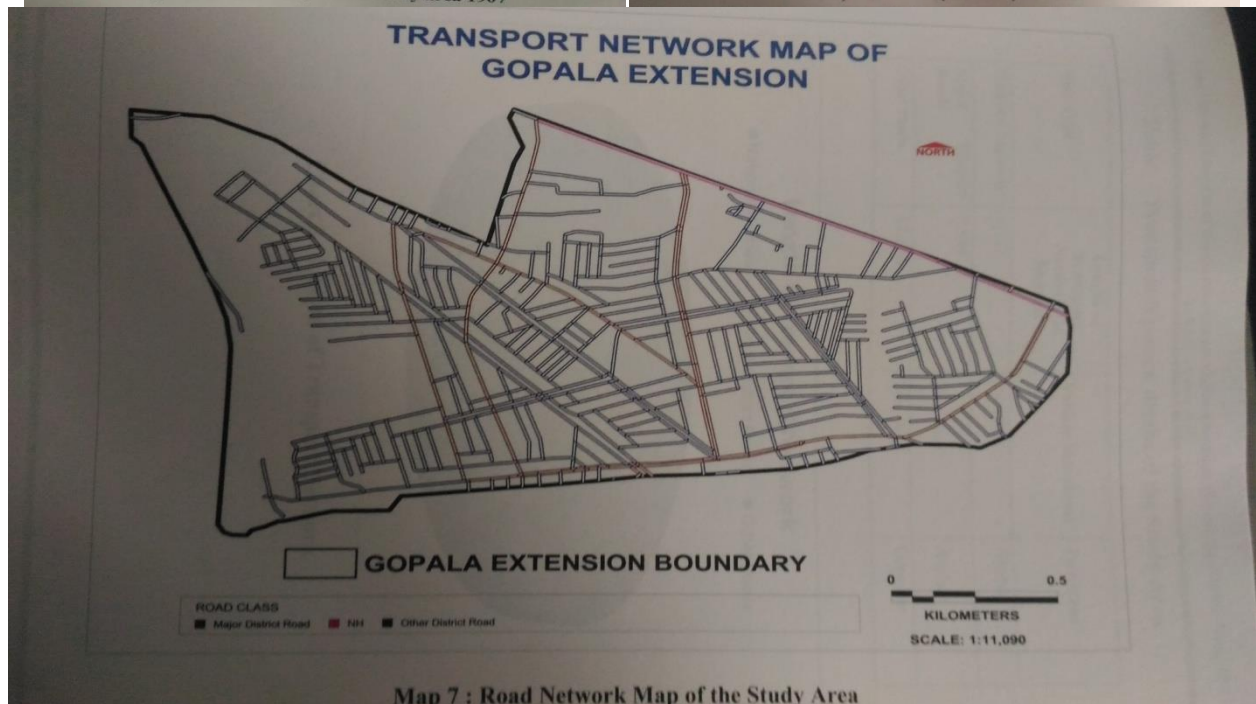 TRANSPORT NETWORK MAP OF
GOPALA EXTENSION
NORTH
GOPALA EXTENSION BOUNDARY
0 0.5
KILOMETERS
SCALE: 1:11,090
ROAD CLASS
Major District Road NH Other District Road
Map 7 : Road Network Map of the Study Area